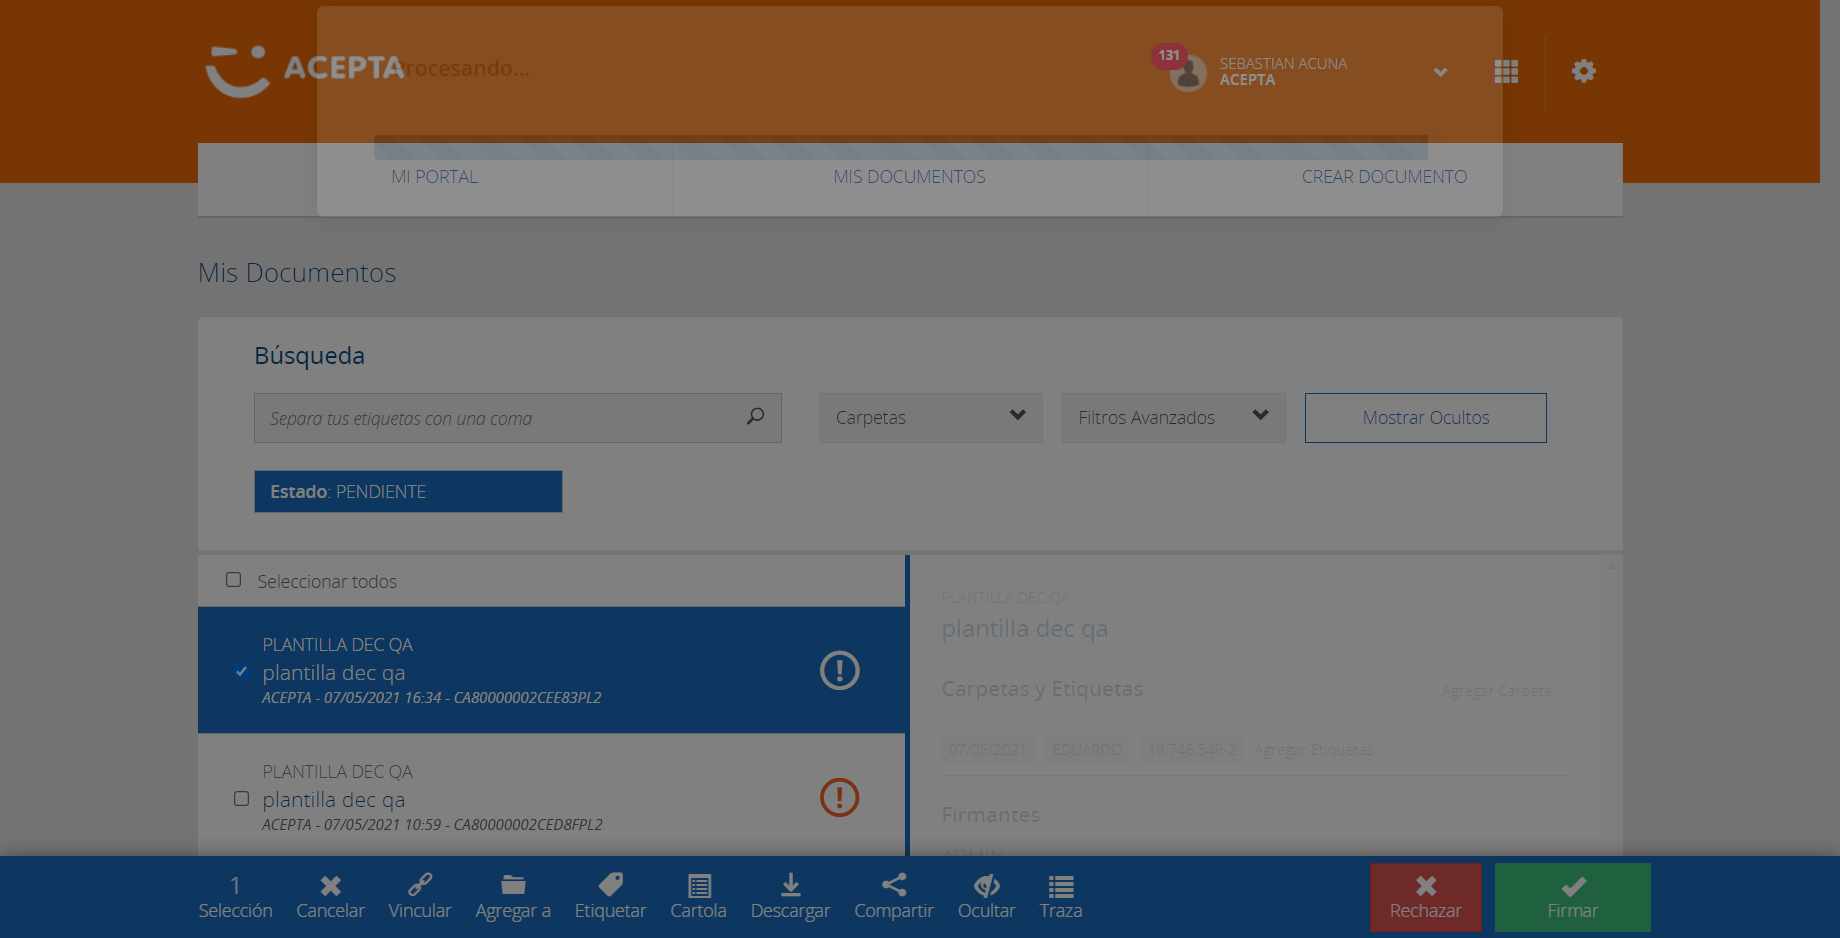 ACEPTA
Procesando...
131
SEBASTIAN ACUNA
ACEPTA
MI PORTAL
MIS DOCUMENTOS
CREAR DOCUMENTO
Mis Documentos
Búsqueda
Separa tus etiquetas con una coma
Carpetas
Filtros Avanzados
Mostrar Ocultos
Estado: PENDIENTE
Seleccionar todos
PLANTILLA DEC QA
plantilla dec qa
ACEPTA - 07/05/2021 16:34 - CA80000002CEE83PL2
PLANTILLA DEC QA
plantilla dec qa
ACEPTA - 07/05/2021 10:59 - CA80000002CED8FPL2
PLANTILLA DEC QA
plantilla dec qa
Carpetas y Etiquetas
Agregar Carpeta
07/05/2021 EDUARDO 19.746.549-2 Agregar Etiquetas
Firmantes
ADMIN
1
Selección
Cancelar
Vincular
Agregar a
Etiquetar
Cartola
Descargar
Compartir
Ocultar
Traza
Rechazar
Firmar